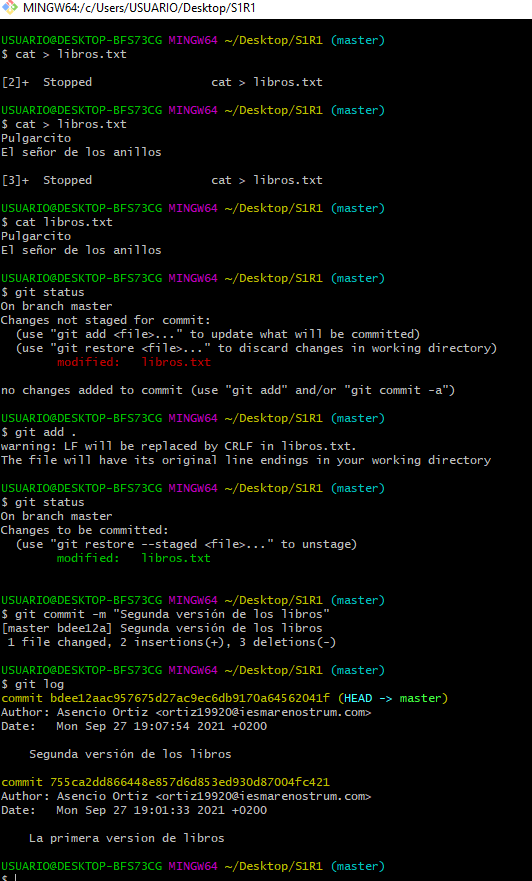 MINGW64:/c/Users/USUARIO/Desktop/S1R1
USUARIO@DESKTOP-BFS73CG MINGW64 ~/Desktop/S1R1 (master)
$ cat > libros.txt
[2]+  Stopped                 cat > libros.txt
USUARIO@DESKTOP-BFS73CG MINGW64 ~/Desktop/S1R1 (master)
$ cat > libros.txt
Pulgarcito
El señor de los anillos
[3]+  Stopped                 cat > libros.txt
USUARIO@DESKTOP-BFS73CG MINGW64 ~/Desktop/S1R1 (master)
$ cat libros.txt
Pulgarcito
El señor de los anillos
USUARIO@DESKTOP-BFS73CG MINGW64 ~/Desktop/S1R1 (master)
$ git status
On branch master
Changes not staged for commit:
  (use "git add <file>..." to update what will be committed)
  (use "git restore <file>..." to discard changes in working directory)
        modified:   libros.txt
no changes added to commit (use "git add" and/or "git commit -a")
USUARIO@DESKTOP-BFS73CG MINGW64 ~/Desktop/S1R1 (master)
$ git add .
warning: LF will be replaced by CRLF in libros.txt.
The file will have its original line endings in your working directory
USUARIO@DESKTOP-BFS73CG MINGW64 ~/Desktop/S1R1 (master)
$ git status
On branch master
Changes to be committed:
  (use "git restore --staged <file>..." to unstage)
        modified:   libros.txt
USUARIO@DESKTOP-BFS73CG MINGW64 ~/Desktop/S1R1 (master)
$ git commit -m "Segunda versión de los libros"
[master bdee12a] Segunda versión de los libros
 1 file changed, 2 insertions(+), 3 deletions(-)
USUARIO@DESKTOP-BFS73CG MINGW64 ~/Desktop/S1R1 (master)
$ git log
commit bdee12aac957675d27ac9ec6db9170a64562041f (HEAD -> master)
Author: Asencio Ortiz <ortiz19920@iesmarenostrum.com>
Date:   Mon Sep 27 19:07:54 2021 +0200
    Segunda versión de los libros
commit 755ca2dd866448e857d6d853ed930d87004fc421
Author: Asencio Ortiz <ortiz19920@iesmarenostrum.com>
Date:   Mon Sep 27 19:01:33 2021 +0200
    La primera version de libros
USUARIO@DESKTOP-BFS73CG MINGW64 ~/Desktop/S1R1 (master)
$